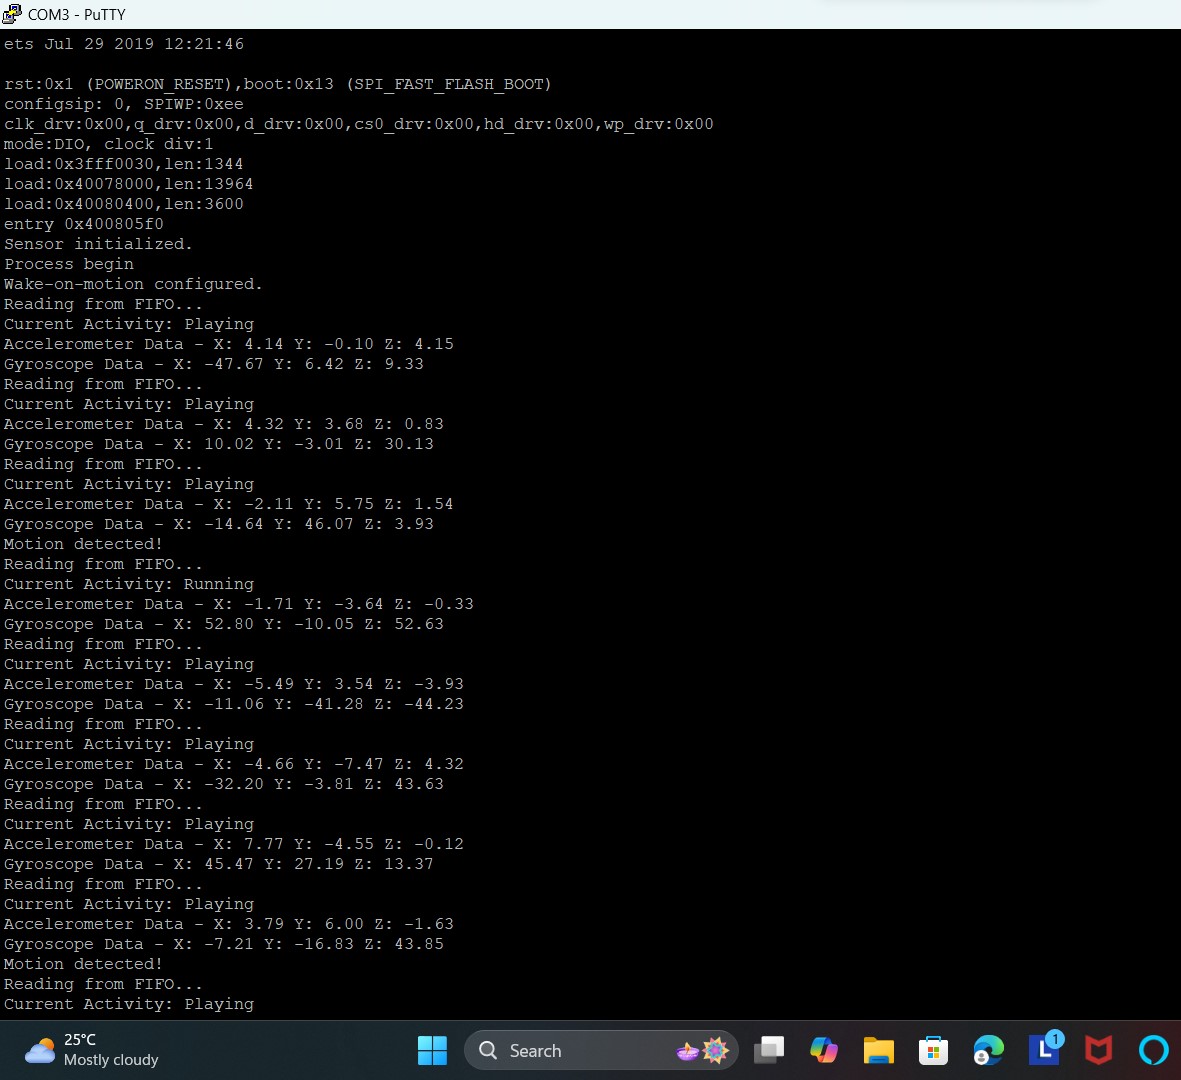 COM3 - PuTTY
ets Jul 29 2019 12:21:46
rst:0x1 (POWERON_RESET),boot:0x13 (SPI_FAST_FLASH_BOOT)
configsip: 0, SPIWP:0xee
clk_drv:0x00,q_drv:0x00,d_drv:0x00,cs0_drv:0x00,hd_drv:0x00,wp_drv:0x00
mode:DIO, clock div:1
load:0x3fff0030,len:1344
load:0x40078000,len:13964
load:0x40080400,len:3600
entry 0x400805f0
Sensor initialized.
Process begin
Wake-on-motion configured.
Reading from FIFO...
Current Activity: Playing
Accelerometer Data - X: 4.14 Y: -0.10 Z: 4.15
Gyroscope Data - X: -47.67 Y: 6.42 Z: 9.33
Reading from FIFO...
Current Activity: Playing
Accelerometer Data - X: 4.32 Y: 3.68 Z: 0.83
Gyroscope Data - X: 10.02 Y: -3.01 Z: 30.13
Reading from FIFO...
Current Activity: Playing
Accelerometer Data - X: -2.11 Y: 5.75 Z: 1.54
Gyroscope Data - X: -14.64 Y: 46.07 Z: 3.93
Motion detected!
Reading from FIFO...
Current Activity: Running
Accelerometer Data - X: -1.71 Y: -3.64 Z: -0.33
Gyroscope Data - X: 52.80 Y: -10.05 Z: 52.63
Reading from FIFO...
Current Activity: Playing
Accelerometer Data - X: -5.49 Y: 3.54 Z: -3.93
Gyroscope Data - X: -11.06 Y: -41.28 Z: -44.23
Reading from FIFO...
Current Activity: Playing
Accelerometer Data - X: -4.66 Y: -7.47 Z: 4.32
Gyroscope Data - X: -32.20 Y: -3.81 Z: 43.63
Reading from FIFO...
Current Activity: Playing
Accelerometer Data - X: 7.77 Y: -4.55 Z: -0.12
Gyroscope Data - X: 45.47 Y: 27.19 Z: 13.37
Reading from FIFO...
Current Activity: Playing
Accelerometer Data - X: 3.79 Y: 6.00 Z: -1.63
Gyroscope Data - X: -7.21 Y: -16.83 Z: 43.85
Motion detected!
Reading from FIFO...
Current Activity: Playing
25°C
Mostly cloudy
Search
L
1